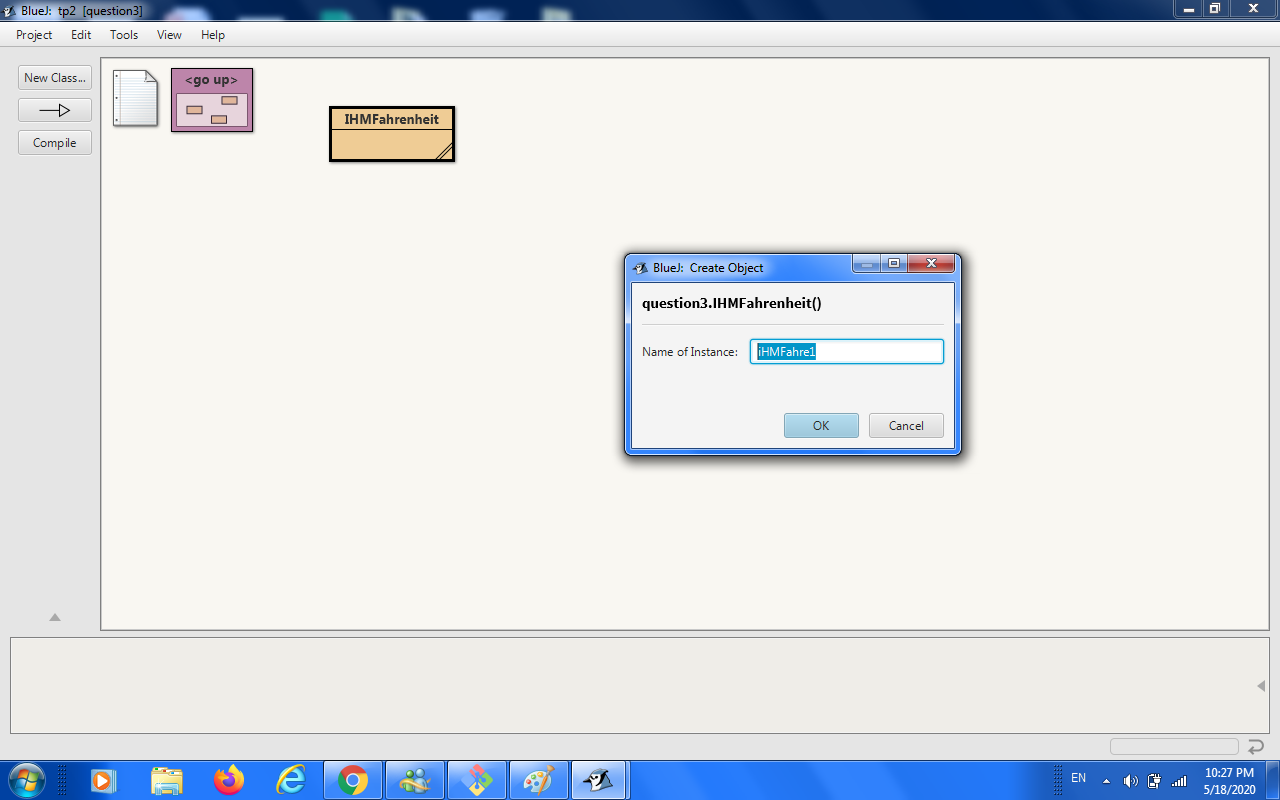 BlueJ: tp2 [question3]
Project Edit Tools View Help
New Class...
Compile
<go up>
IHMFahrenheit
BlueJ: Create Object
question3.IHMFahrenheit()
Name of Instance: iHMFahre1
OK Cancel
EN
10:27 PM
5/18/2020